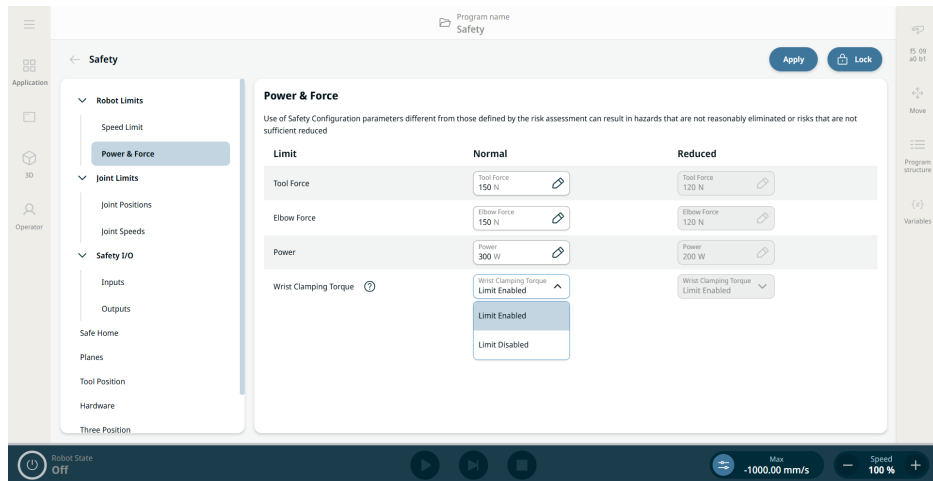 Program name
Safety
Safety
Apply
Lock
f5 09
a0 b1
Application
Move
3D
Program
structure
Operator
{x}
Variables
Robot Limits
Speed Limit
Power & Force
Joint Limits
Joint Positions
Joint Speeds
Safety I/O
Inputs
Outputs
Safe Home
Planes
Tool Position
Hardware
Three Position
Power & Force
Use of Safety Configuration parameters different from those defined by the risk assessment can result in hazards that are not reasonably eliminated or risks that are not
sufficient reduced
Limit Normal Reduced
Tool Force
Tool Force
150 N
Tool Force
120 N
Elbow Force
Elbow Force
150 N
Elbow Force
120 N
Power
Power
300 W
Power
200 W
Wrist Clamping Torque ?
Wrist Clamping Torque
Limit Enabled
Wrist Clamping Torque
Limit Enabled
Limit Enabled
Limit Disabled
Robot State
Off
Max
-1000.00 mm/s
Speed
100 %